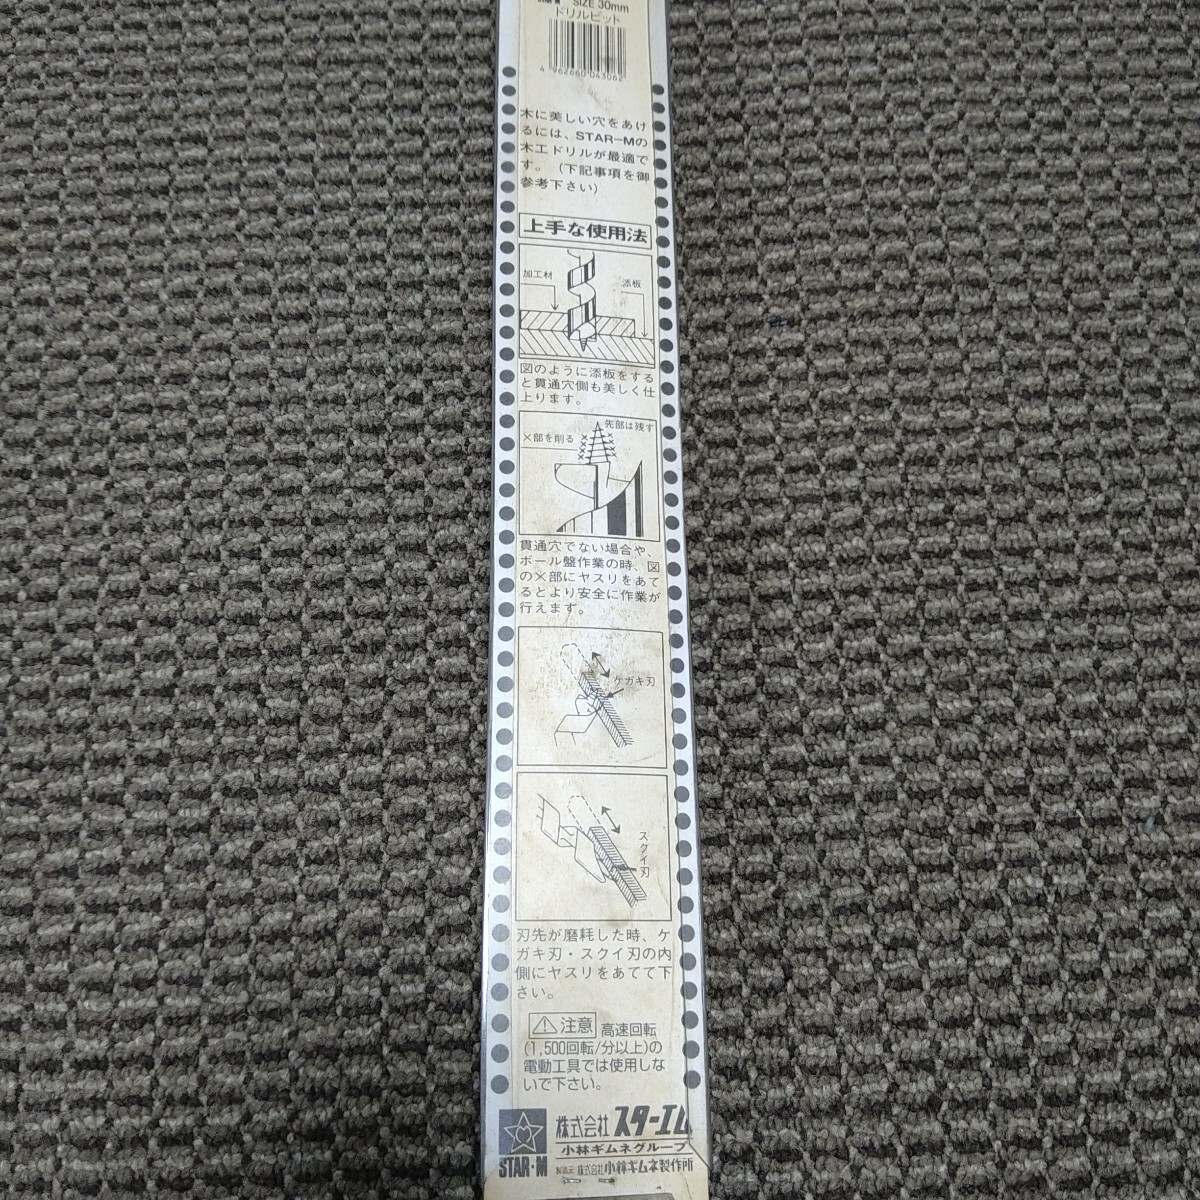 STAR-M SIZE 30mm
ドリルビット
4 962660 043062
木に美しい穴をあけ
るには、STAR-Mの
木工ドリルが最適で
す。(下記事項を御
参考下さい)
上手な使用法
加工材
添板
図のように添板をする
と貫通穴側も美しく仕
上ります。
先部は残す
×部を削る
貫通穴でない場合や、
ボール盤作業の時、図
の×部にヤスリをあて
るとより安全に作業が
行えます。
ケガキ刃
スクイ刃
刃先が磨耗した時、ケ
ガキ刃・スクイ刃の内
側にヤスリをあてて下
さい。
注意 高速回転
(1,500回転/分以上)の
電動工具では使用しな
いで下さい。
株式会社スターエム
小林ギムネグループ
STAR・M 製造元 株式会社小林ギムネ製作所